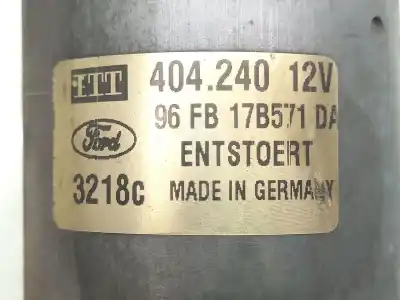 ITT 404.240 12V
96 FB 17B571 DA
Ford ENTSTOERT
3218c MADE IN GERMANY